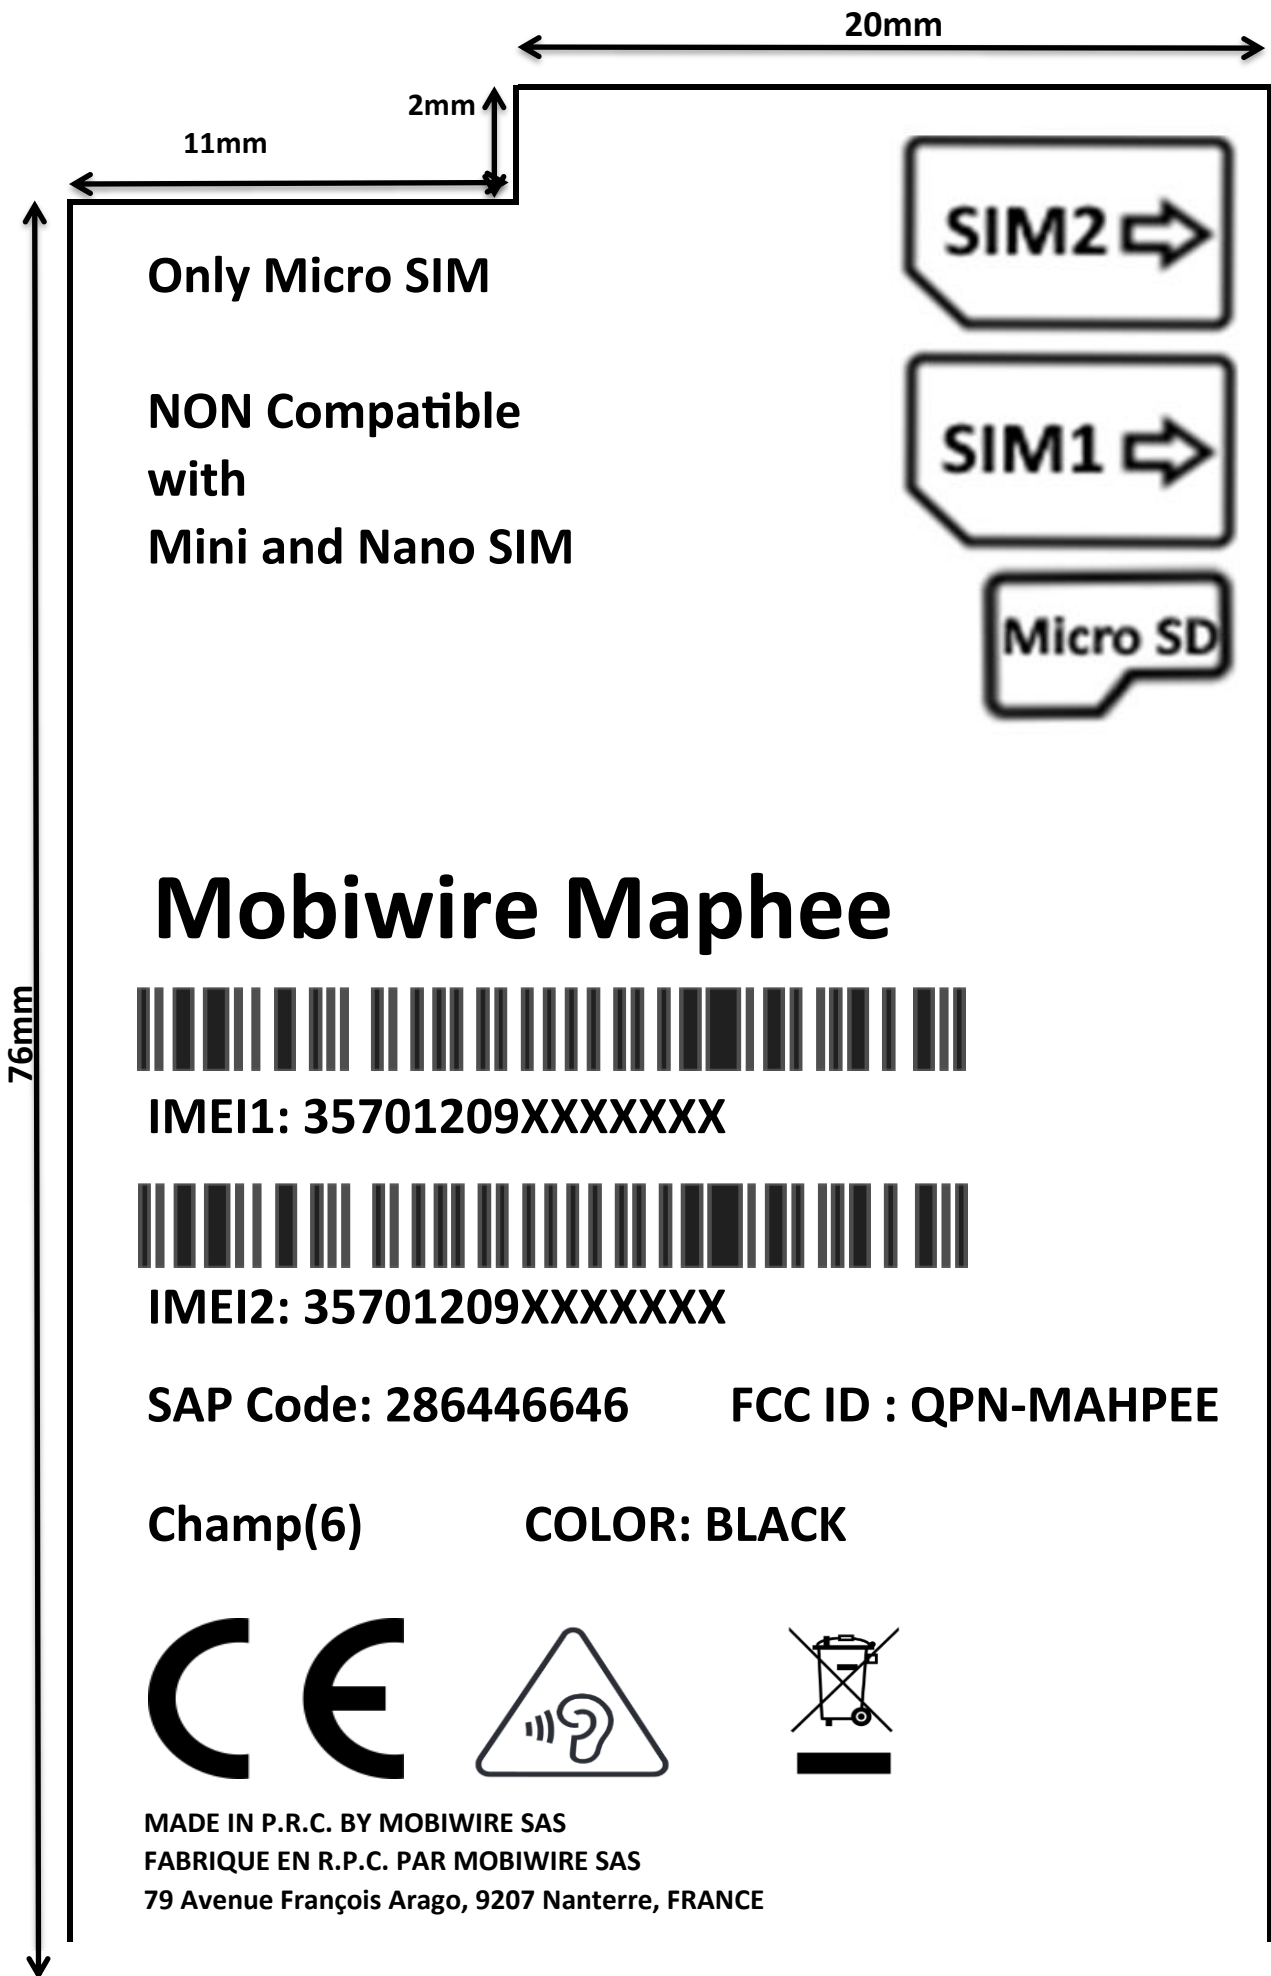 20mm
2mm
11mm
SIM2
Only Micro SIM
NON Compatible
with
Mini and Nano SIM
SIM1
Micro SD
Mobiwire Maphee
76mm
IMEI1: 35701209XXXXXXX
IMEI2: 35701209XXXXXXX
SAP Code: 286446646 FCC ID : QPN-MAHPEE
Champ(6) COLOR: BLACK
CE
MADE IN P.R.C. BY MOBIWIRE SAS
FABRIQUE EN R.P.C. PAR MOBIWIRE SAS
79 Avenue François Arago, 9207 Nanterre, FRANCE